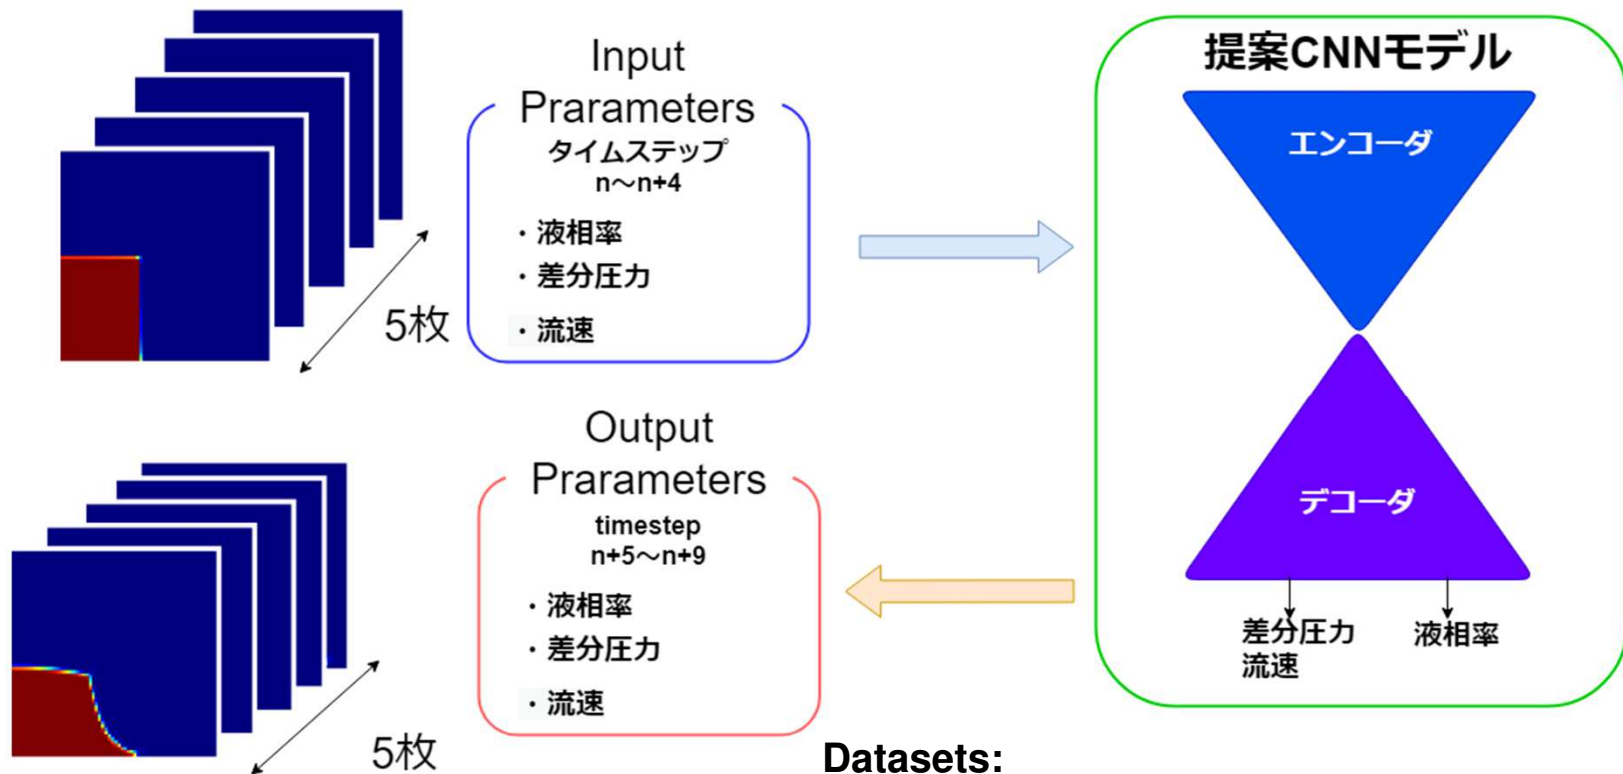 Input
Prarameters
タイムステップ
n～n+4
・液相率
・差分圧力
・流速
5枚
Output
Prarameters
timestep
n+5～n+9
・液相率
・差分圧力
・流速
5枚
提案CNNモデル
エンコーダ
デコーダ
差分圧力
流速
液相率
Datasets: